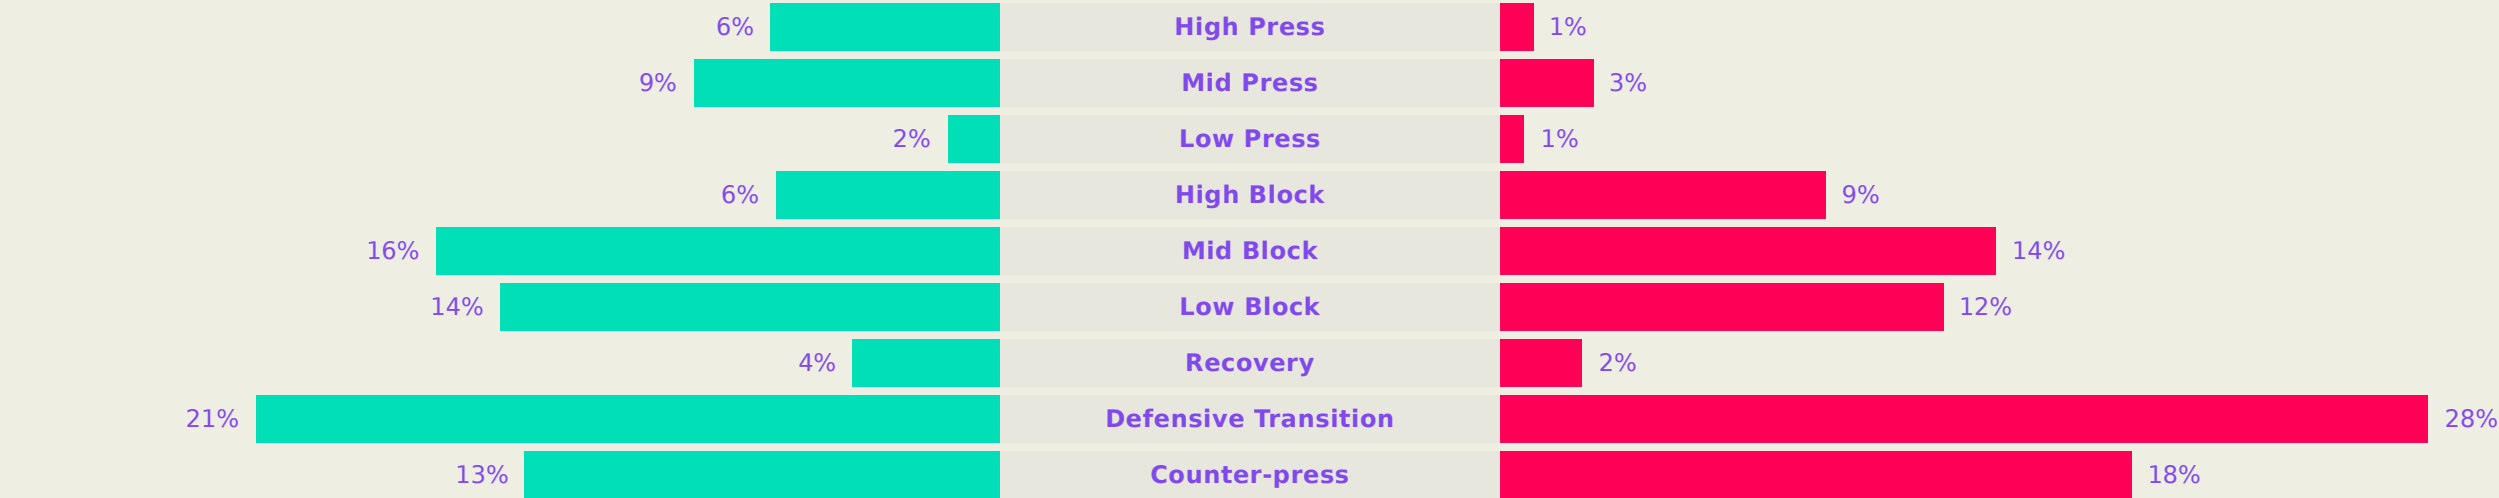 6% High Press 1%
9% Mid Press 3%
2% Low Press 1%
6% High Block 9%
16% Mid Block 14%
14% Low Block 12%
4% Recovery 2%
21% Defensive Transition 28%
13% Counter-press 18%